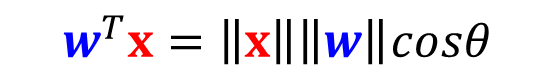 wᵀx = ‖x‖‖w‖cosθ